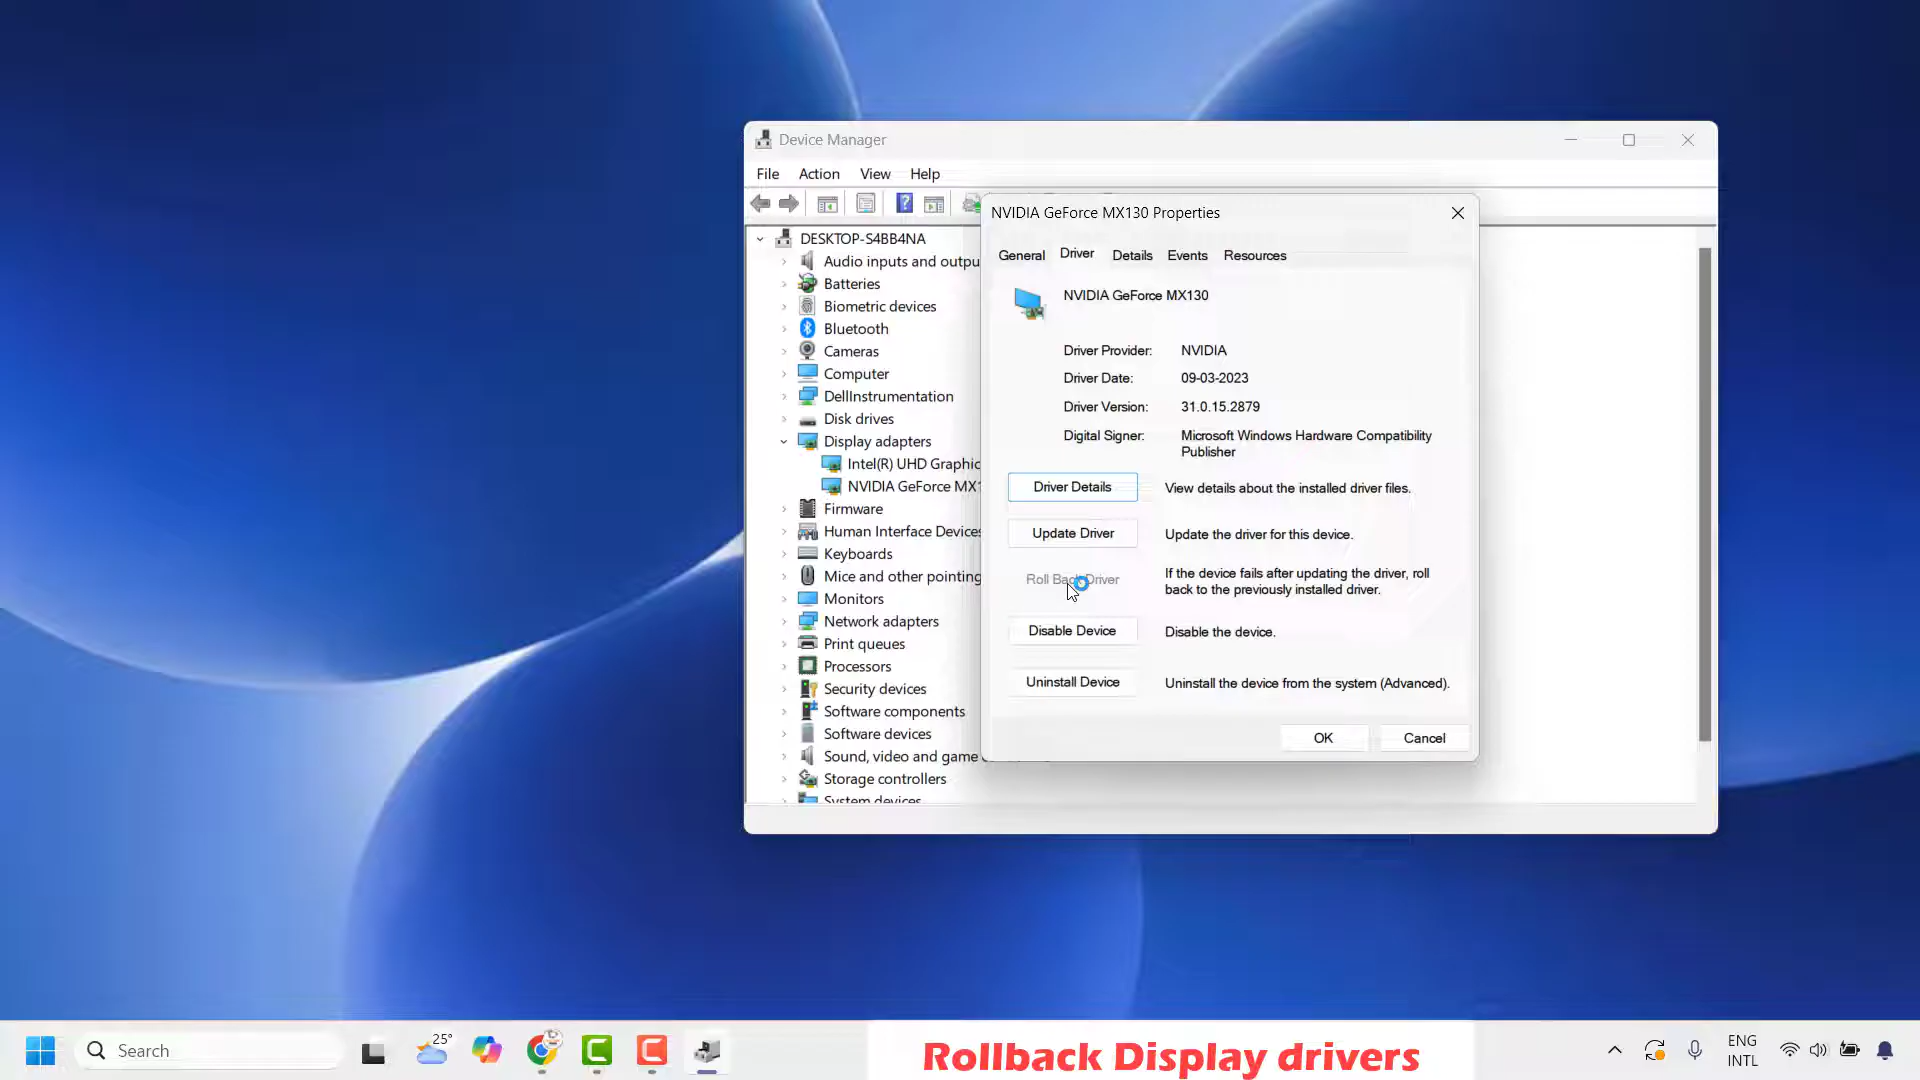 Device Manager
File Action View Help
DESKTOP-S4BB4NA
Audio inputs and outpu
Batteries
Biometric devices
Bluetooth
Cameras
Computer
DellInstrumentation
Disk drives
Display adapters
Intel(R) UHD Graphic
NVIDIA GeForce MX1
Firmware
Human Interface Devices
Keyboards
Mice and other pointing
Monitors
Network adapters
Print queues
Processors
Security devices
Software components
Software devices
Sound, video and game
Storage controllers
System devices
NVIDIA GeForce MX130 Properties
General Driver Details Events Resources
NVIDIA GeForce MX130
Driver Provider: NVIDIA
Driver Date: 09-03-2023
Driver Version: 31.0.15.2879
Digital Signer: Microsoft Windows Hardware Compatibility
Publisher
Driver Details View details about the installed driver files.
Update Driver Update the driver for this device.
Roll Back Driver If the device fails after updating the driver, roll
back to the previously installed driver.
Disable Device Disable the device.
Uninstall Device Uninstall the device from the system (Advanced).
OK Cancel
Search
25°
Rollback Display drivers
ENG
INTL